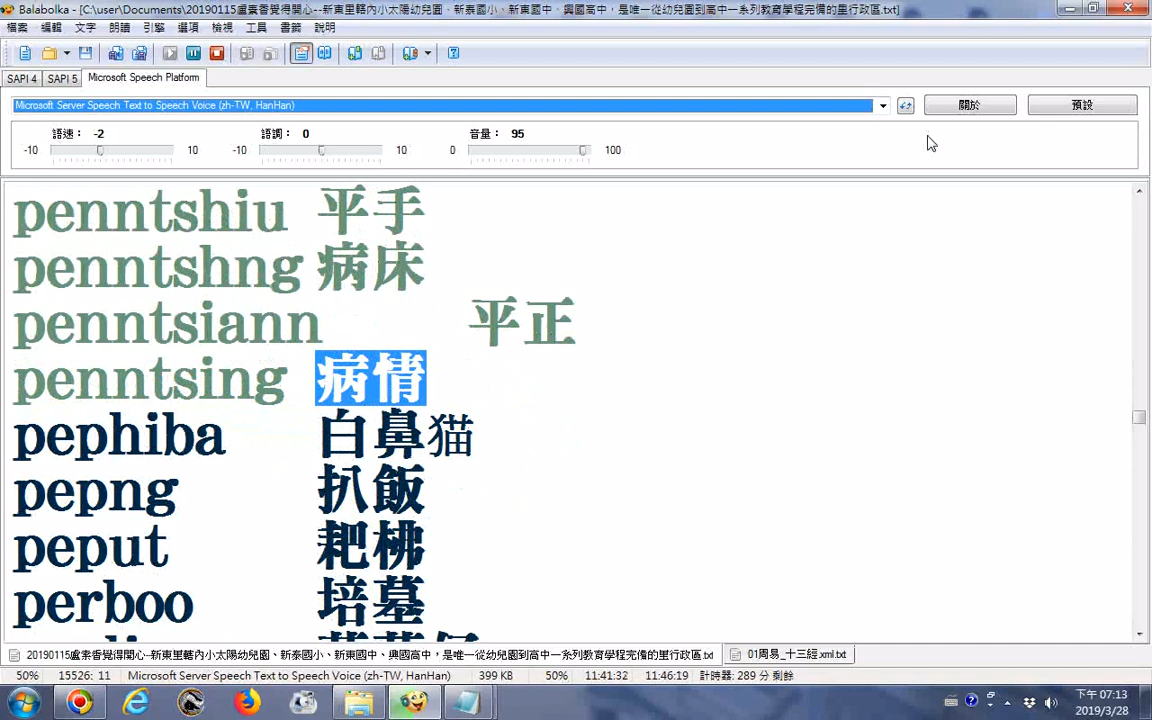 Balabolka - [C:\user\Documents\20190115盧素香覺得開心--新東里轄內小太陽幼兒園、新泰國小、新東國中、興國高中，是唯一從幼兒園到高中一系列教育學程完備的里行政區.txt]
檔案 編輯 文字 朗讀 引擎 選項 檢視 工具 書籤 說明
SAPI 4 SAPI 5 Microsoft Speech Platform
Microsoft Server Speech Text to Speech Voice (zh-TW, HanHan) 關於 預設
語速： -2 語調： 0 音量： 95
-10 10 -10 10 0 100
penntshiu 平手
penntshng 病床
penntsiann 平正
penntsing 病情
pephiba 白鼻猫
pepng 扒飯
peput 耙梻
perboo 培墓
20190115盧素香覺得開心--新東里轄內小太陽幼兒園、新泰國小、新東國中、興國高中，是唯一從幼兒園到高中一系列教育學程完備的里行政區.txt 01周易_十三經.xml.txt
50% 15526: 11 Microsoft Server Speech Text to Speech Voice (zh-TW, HanHan) 399 KB 50% 11:41:32 11:46:19 計時器: 289 分 剩餘
下午 07:13
2019/3/28